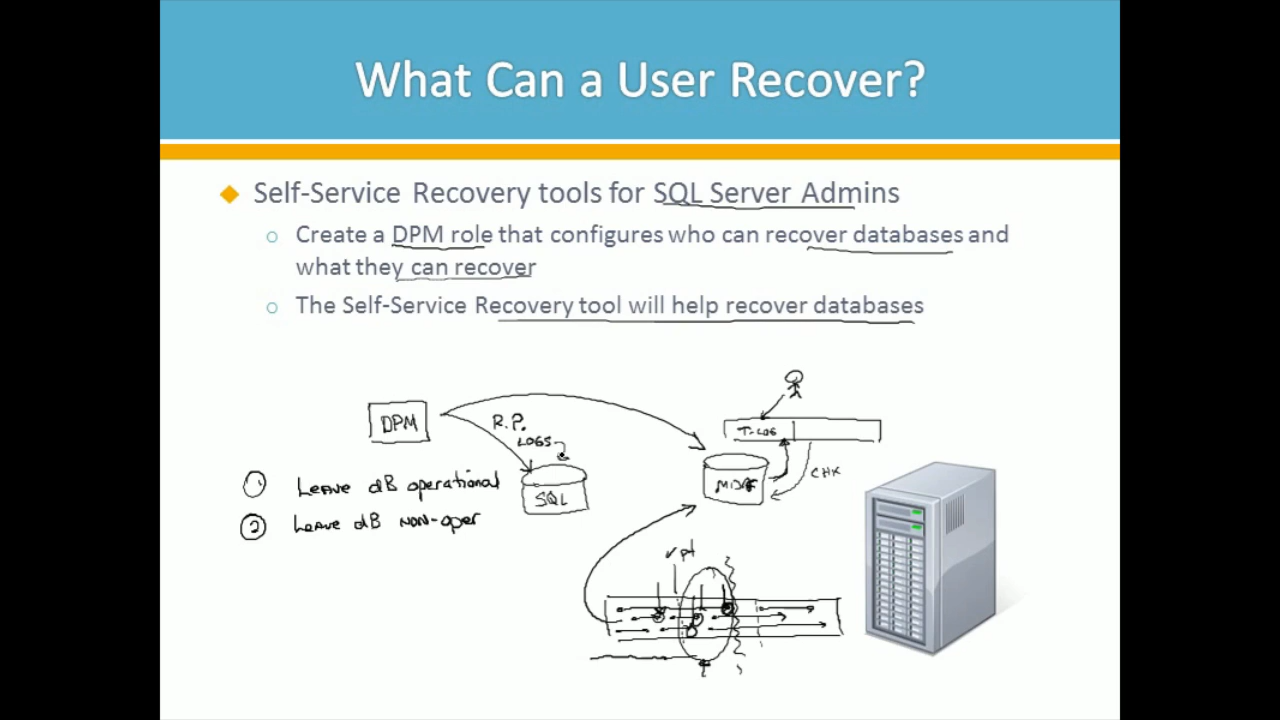 What Can a User Recover?
Self-Service Recovery tools for SQL Server Admins
Create a DPM role that configures who can recover databases and
what they can recover
The Self-Service Recovery tool will help recover databases
DPM
R.P.
LOGS
T-LOG
SQL
MDF
CHK
1 Leave dB operational
2 Leave dB non-oper
√ pt